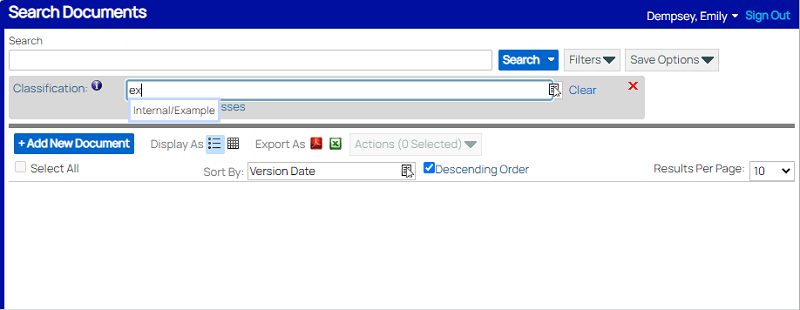 Search Documents
Dempsey, Emily
Sign Out
Search
Search
Filters
Save Options
Classification:
ex
Clear
Internal/Example
sses
+ Add New Document
Display As
Export As
Actions (0 Selected)
Select All
Sort By:
Version Date
Descending Order
Results Per Page:
10